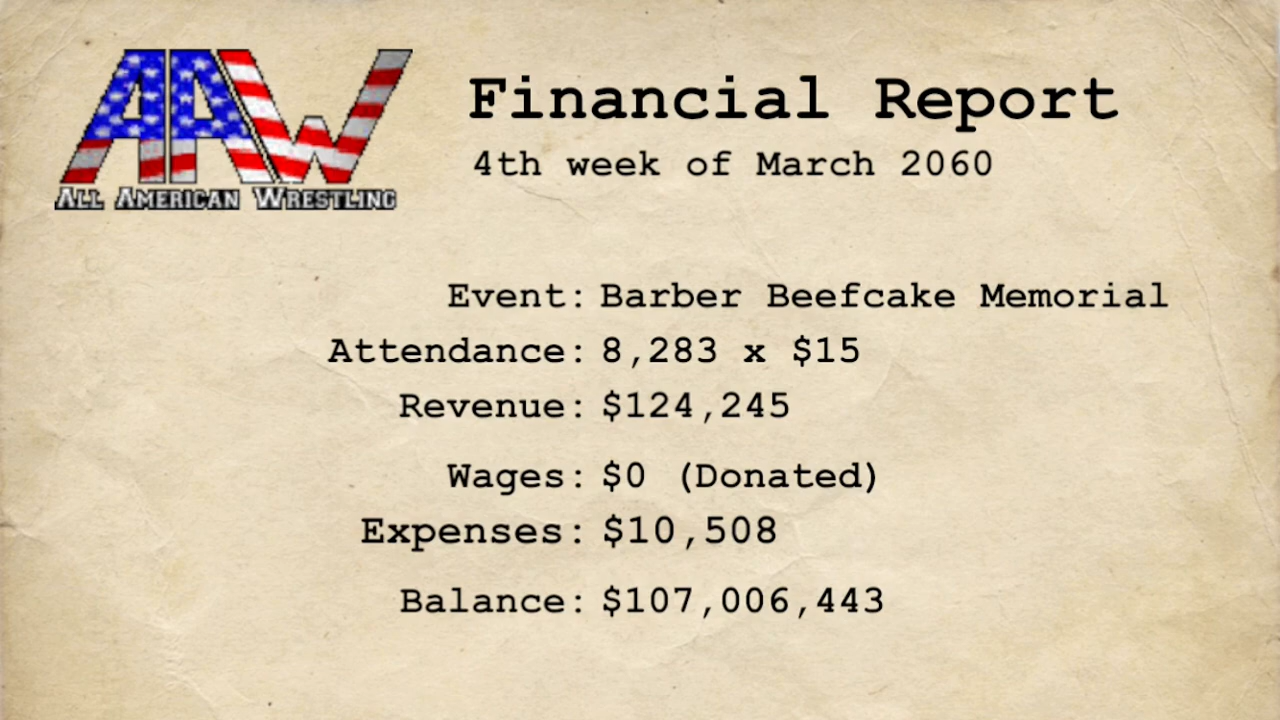 AAW
ALL AMERICAN WRESTLING
Financial Report
4th week of March 2060
Event: Barber Beefcake Memorial
Attendance: 8,283 x $15
Revenue: $124,245
Wages: $0 (Donated)
Expenses: $10,508
Balance: $107,006,443